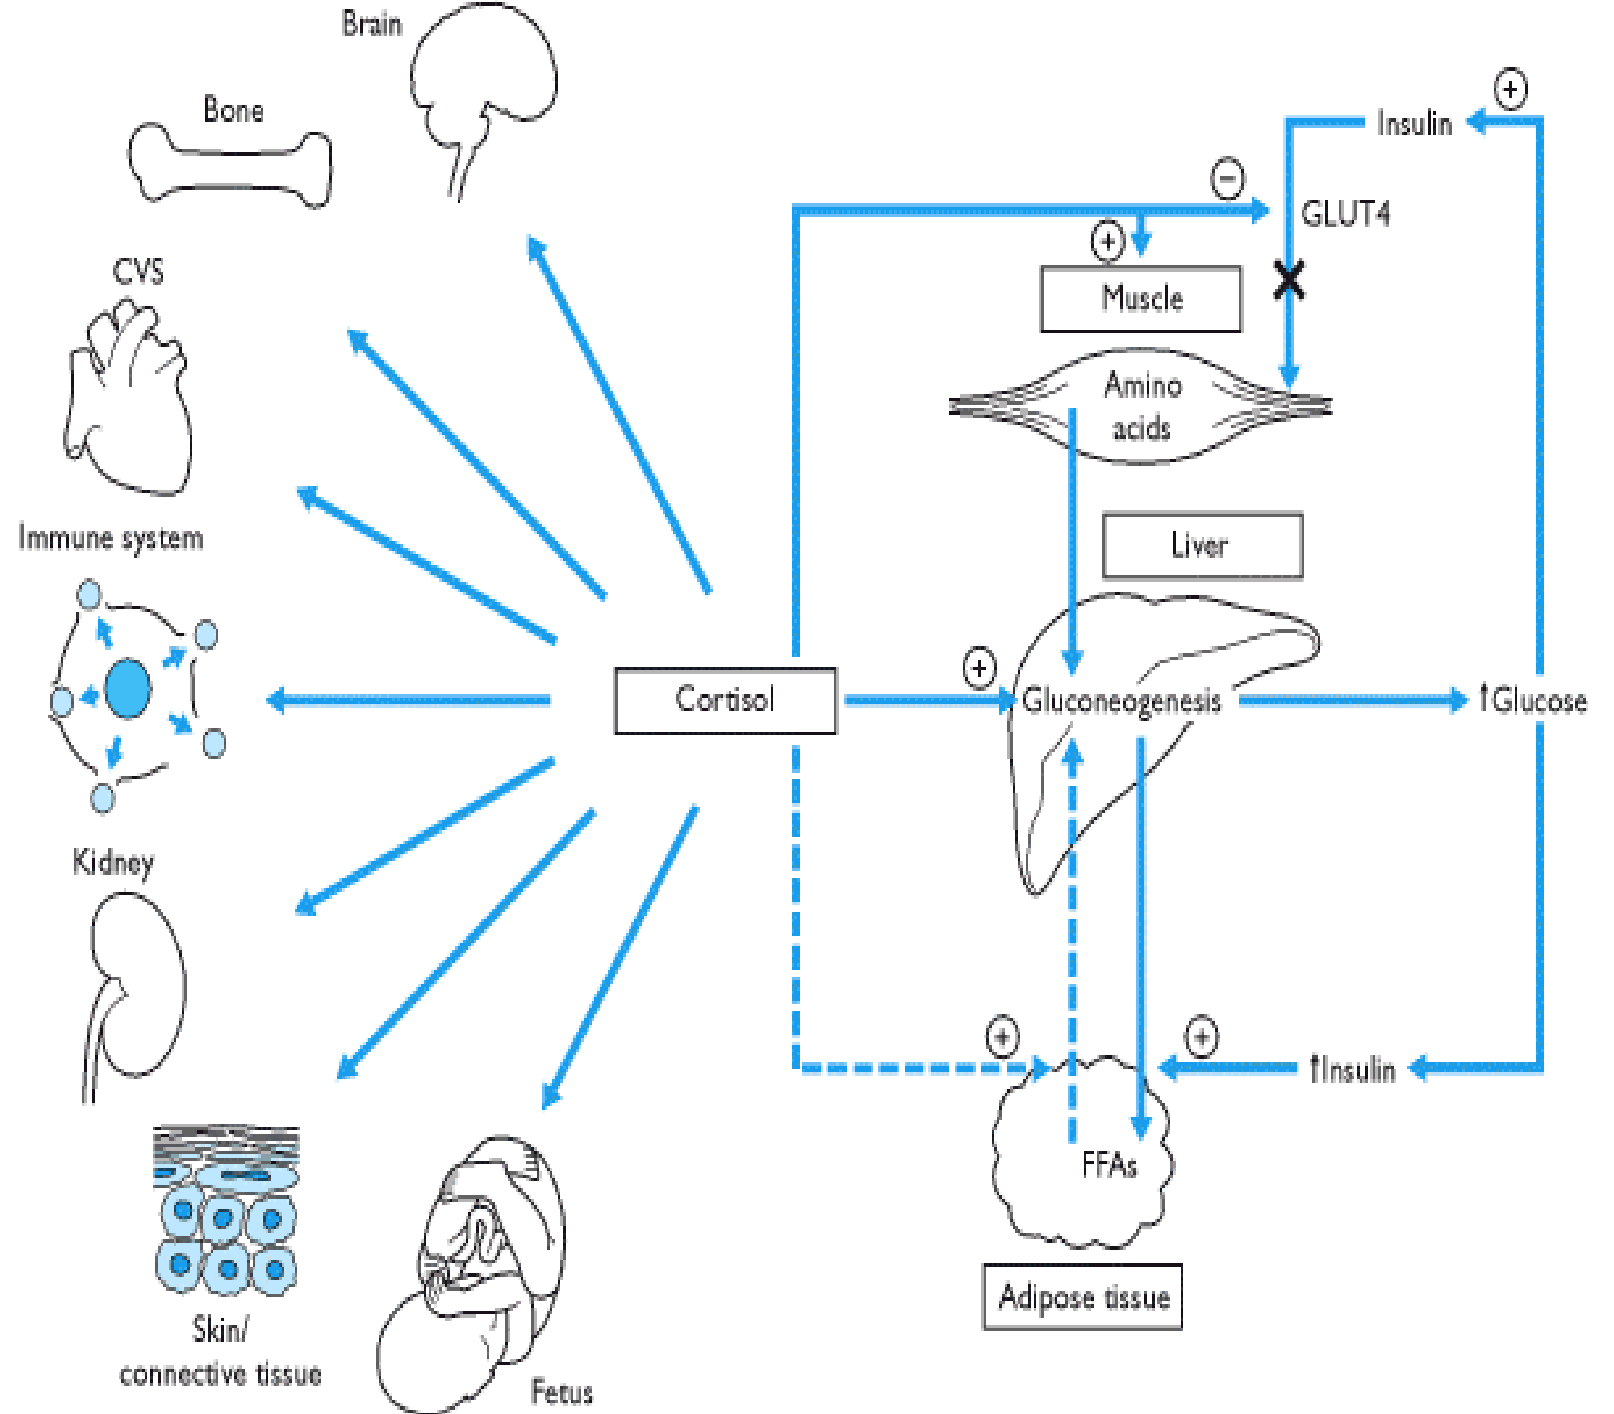 Brain
Bone
CVS
Immune system
Kidney
Skin/
connective tissue
Fetus
Cortisol
+
Insulin
−
GLUT4
+
Muscle
Amino
acids
Liver
+
Gluconeogenesis
↑Glucose
+
+
↑Insulin
FFAs
Adipose tissue